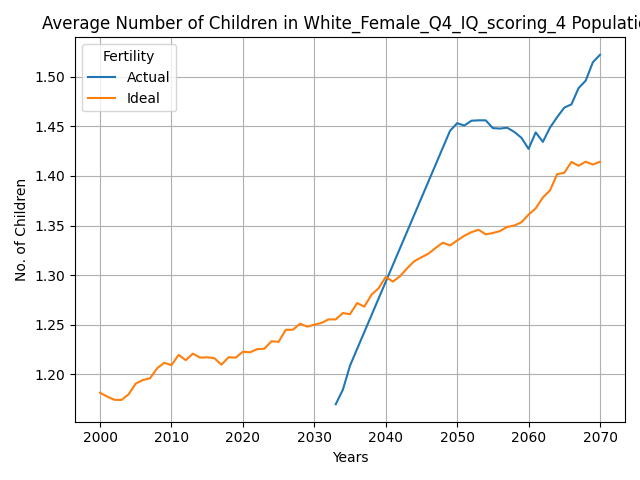 Average Number of Children in White_Female_Q4_IQ_scoring_4 Populatio
Fertility
Actual
Ideal
No. of Children
1.50
1.45
1.40
1.35
1.30
1.25
1.20
2000 2010 2020 2030 2040 2050 2060 2070
Years